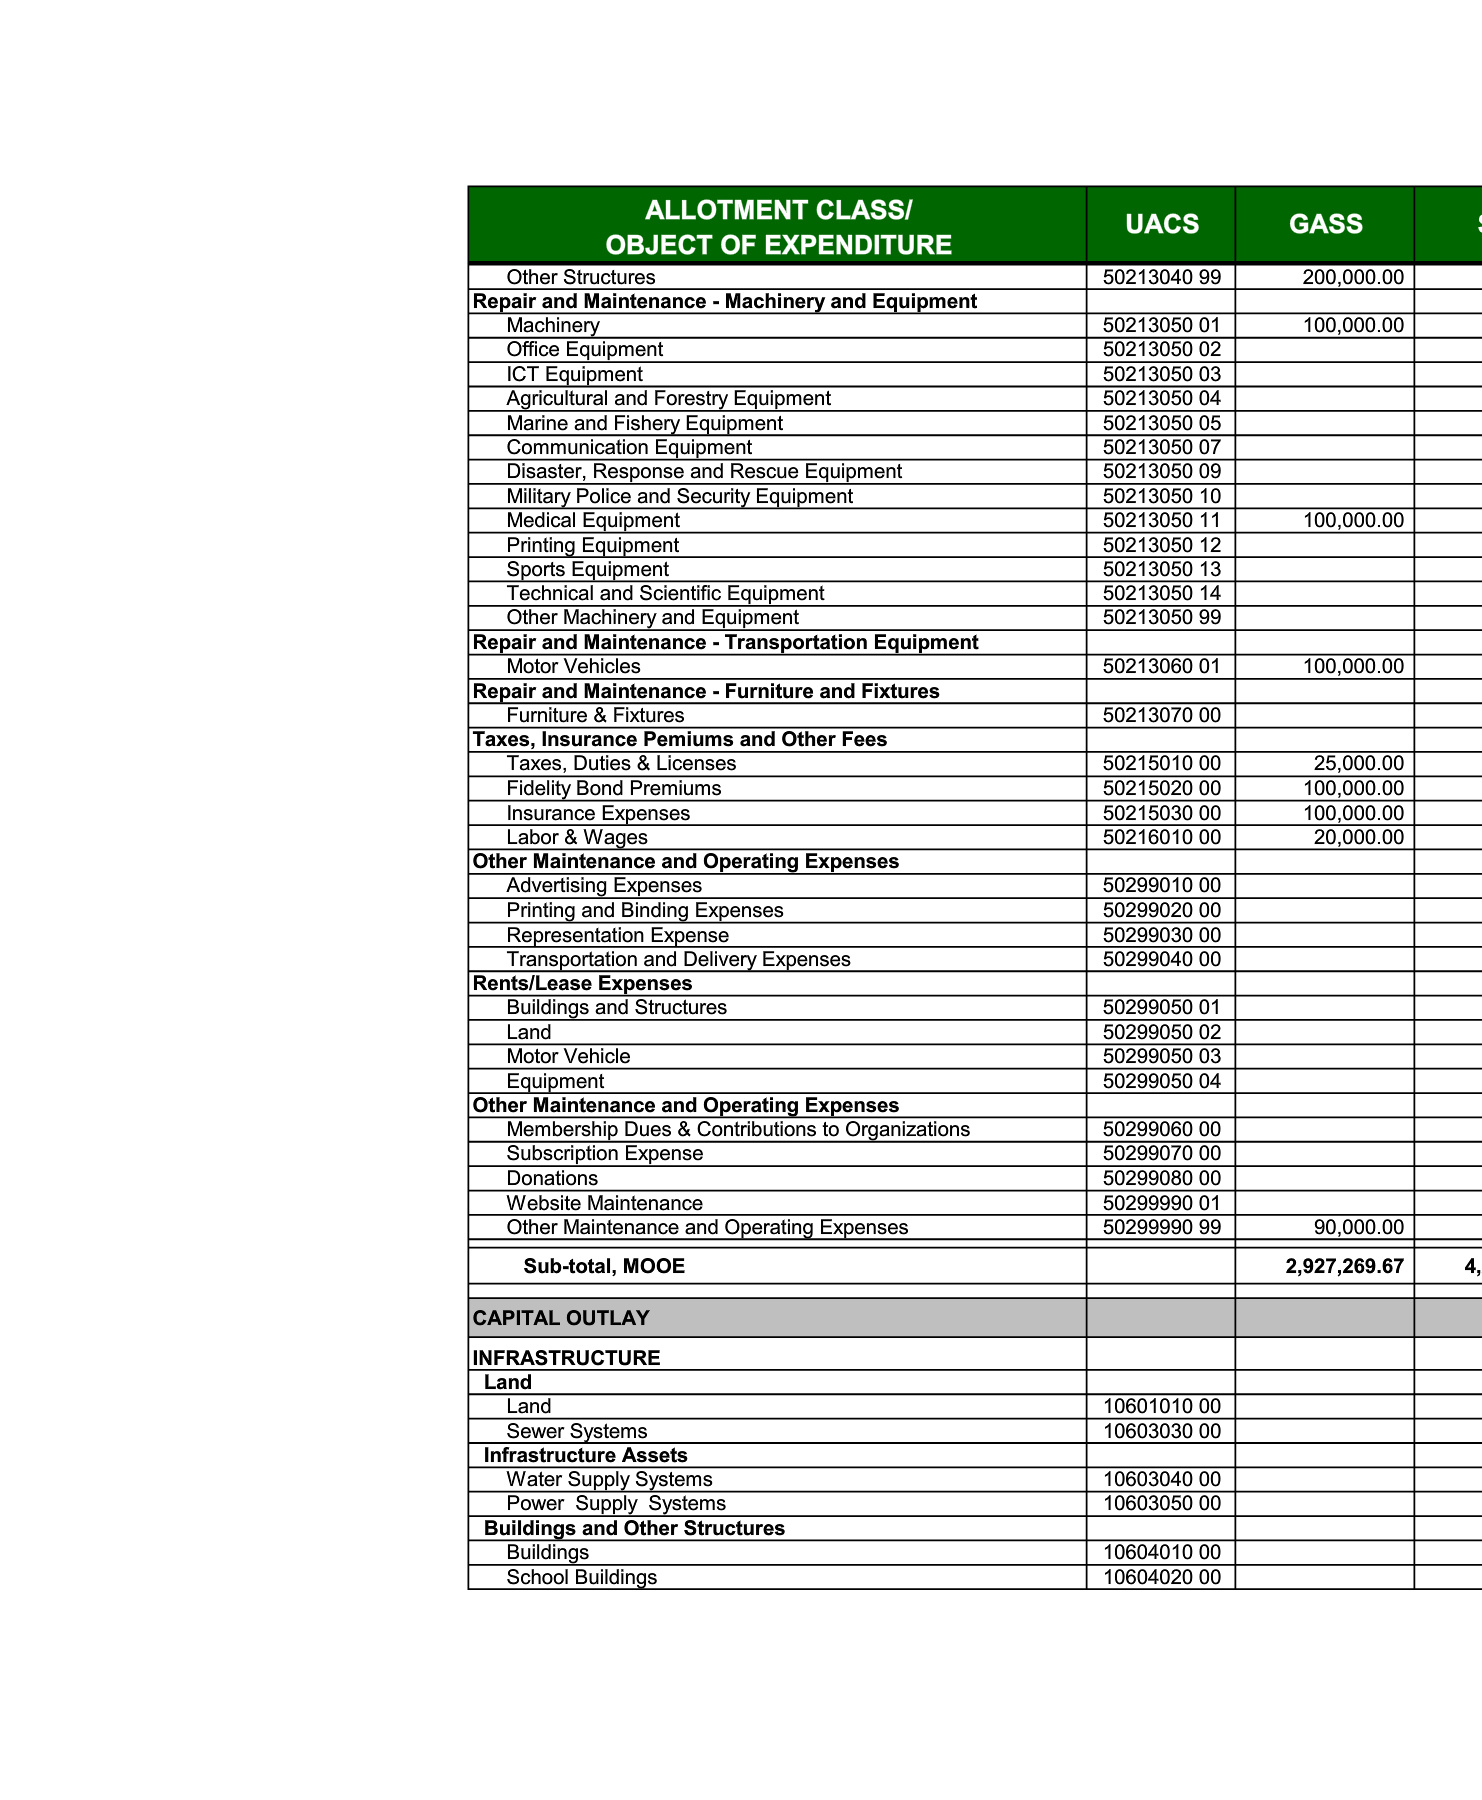 ALLOTMENT CLASS/
OBJECT OF EXPENDITURE UACS GASS
Other Structures 50213040 99 200,000.00
Repair and Maintenance - Machinery and Equipment
Machinery 50213050 01 100,000.00
Office Equipment 50213050 02
ICT Equipment 50213050 03
Agricultural and Forestry Equipment 50213050 04
Marine and Fishery Equipment 50213050 05
Communication Equipment 50213050 07
Disaster, Response and Rescue Equipment 50213050 09
Military Police and Security Equipment 50213050 10
Medical Equipment 50213050 11 100,000.00
Printing Equipment 50213050 12
Sports Equipment 50213050 13
Technical and Scientific Equipment 50213050 14
Other Machinery and Equipment 50213050 99
Repair and Maintenance - Transportation Equipment
Motor Vehicles 50213060 01 100,000.00
Repair and Maintenance - Furniture and Fixtures
Furniture & Fixtures 50213070 00
Taxes, Insurance Pemiums and Other Fees
Taxes, Duties & Licenses 50215010 00 25,000.00
Fidelity Bond Premiums 50215020 00 100,000.00
Insurance Expenses 50215030 00 100,000.00
Labor & Wages 50216010 00 20,000.00
Other Maintenance and Operating Expenses
Advertising Expenses 50299010 00
Printing and Binding Expenses 50299020 00
Representation Expense 50299030 00
Transportation and Delivery Expenses 50299040 00
Rents/Lease Expenses
Buildings and Structures 50299050 01
Land 50299050 02
Motor Vehicle 50299050 03
Equipment 50299050 04
Other Maintenance and Operating Expenses
Membership Dues & Contributions to Organizations 50299060 00
Subscription Expense 50299070 00
Donations 50299080 00
Website Maintenance 50299990 01
Other Maintenance and Operating Expenses 50299990 99 90,000.00
Sub-total, MOOE 2,927,269.67 4,
CAPITAL OUTLAY
INFRASTRUCTURE
Land
Land 10601010 00
Sewer Systems 10603030 00
Infrastructure Assets
Water Supply Systems 10603040 00
Power Supply Systems 10603050 00
Buildings and Other Structures
Buildings 10604010 00
School Buildings 10604020 00